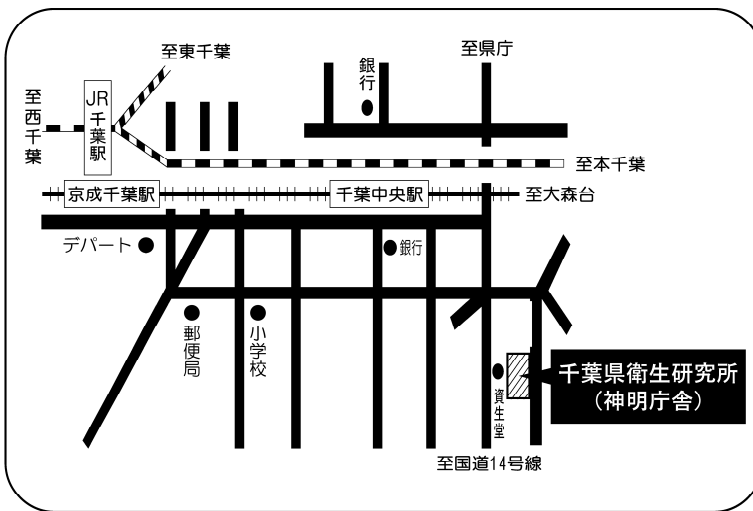 至東千葉
至県庁
銀行
至西千葉
JR千葉駅
至本千葉
京成千葉駅
千葉中央駅
至大森台
デパート
銀行
郵便局
小学校
資生堂
千葉県衛生研究所
（神明庁舎）
至国道14号線